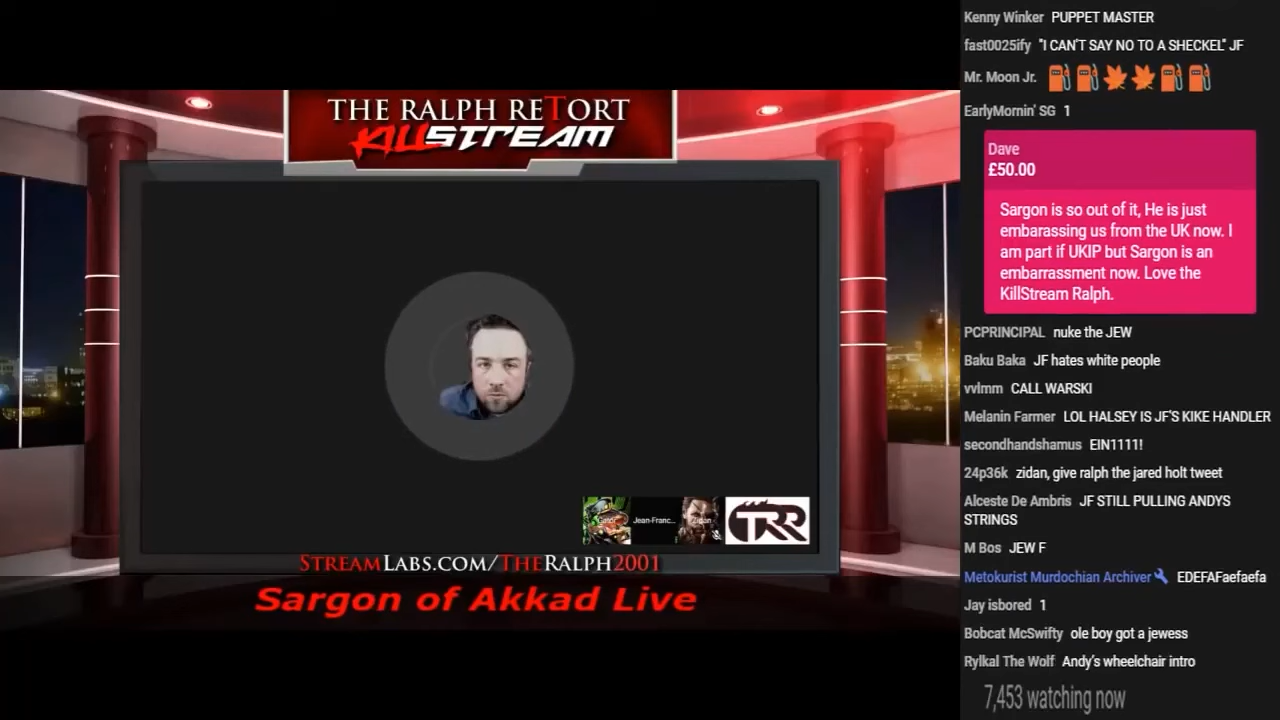 THE RALPH RETORT
KILLSTREAM
Jean-Franc...
Zidan
TRR
STREAMLABS.COM/THERALPH2001
Sargon of Akkad Live
Kenny Winker PUPPET MASTER
fast0025ify "I CAN'T SAY NO TO A SHECKEL" JF
Mr. Moon Jr.
EarlyMornin' SG 1
Dave
£50.00
Sargon is so out of it, He is just
embarassing us from the UK now. I
am part if UKIP but Sargon is an
embarrassment now. Love the
KillStream Ralph.
PCPRINCIPAL nuke the JEW
Baku Baka JF hates white people
vvlmm CALL WARSKI
Melanin Farmer LOL HALSEY IS JF'S KIKE HANDLER
secondhandshamus EIN1111!
24p36k zidan, give ralph the jared holt tweet
Alceste De Ambris JF STILL PULLING ANDYS
STRINGS
M Bos JEW F
Metokurist Murdochian Archiver EDEFAFaefaefa
Jay isbored 1
Bobcat McSwifty ole boy got a jewess
Rylkal The Wolf Andy's wheelchair intro
7,453 watching now